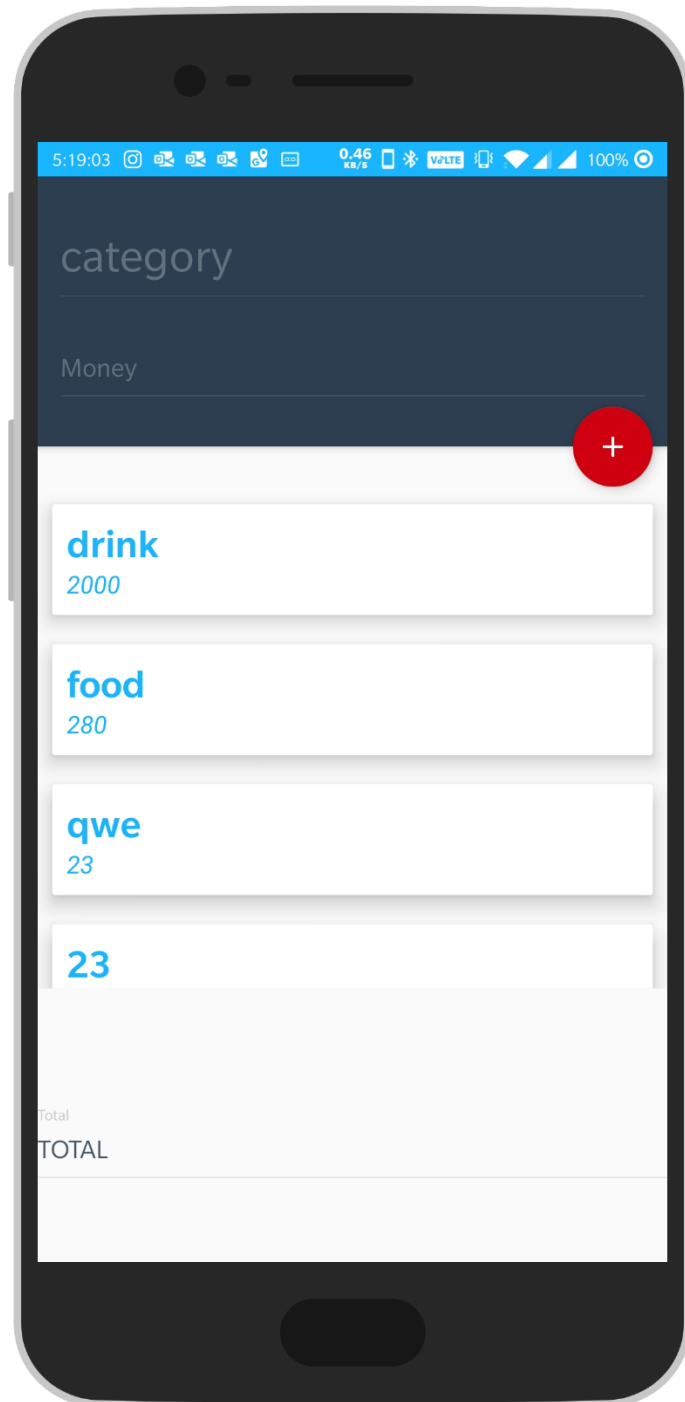 5:19:03 0.46 KB/S VoLTE 100%
category
Money
+
drink
2000
food
280
qwe
23
23
Total
TOTAL